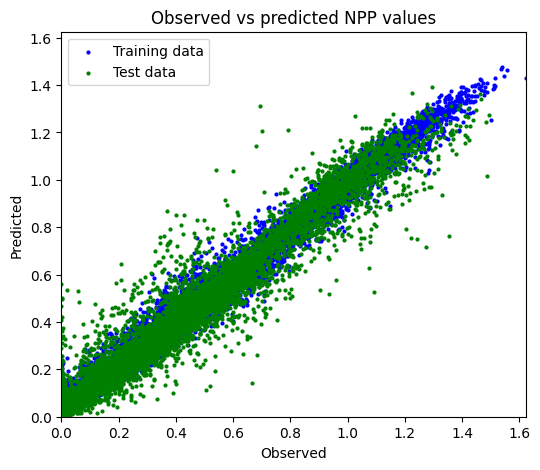 Observed vs predicted NPP values
Training data
Test data
1.6
1.4
1.2
1.0
0.8
0.6
0.4
0.2
0.0
Predicted
0.0 0.2 0.4 0.6 0.8 1.0 1.2 1.4 1.6
Observed